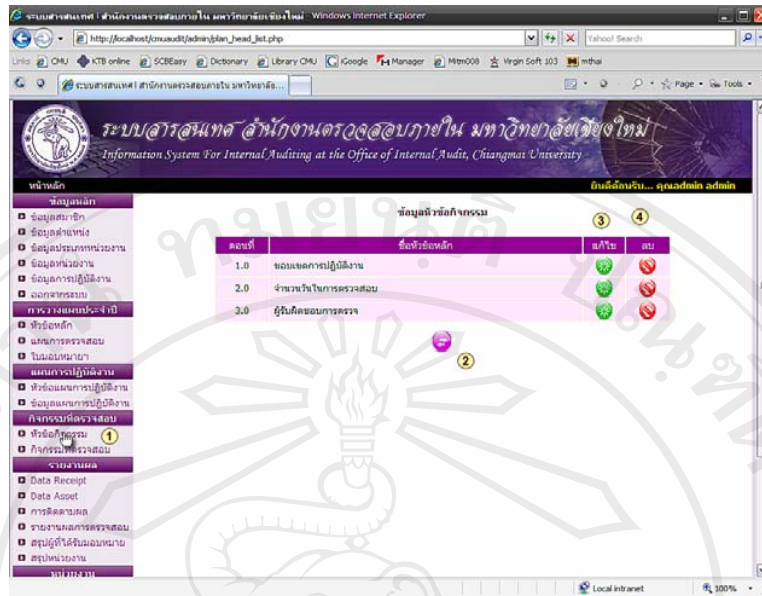 ระบบสารสนเทศ | สำนักงานตรวจสอบภายใน มหาวิทยาลัยเชียงใหม่ - Windows Internet Explorer
http://localhost/cmuaudit/admin/plan_head_list.php
Yahoo! Search
Links CMU KTB online SCBEasy Dictionary Library CMU iGoogle Manager Mitm008 Virgin Soft 103 mthai
ระบบสารสนเทศ | สำนักงานตรวจสอบภายใน มหาวิทยาลั...
Page Tools
ระบบสารสนเทศ สำนักงานตรวจสอบภายใน มหาวิทยาลัยเชียงใหม่
Information System For Internal Auditing at the Office of Internal Audit, Chiangmai University
หน้าหลัก
ยินดีต้อนรับ... คุณadmin admin
ข้อมูลหลัก
ข้อมูลสมาชิก
ข้อมูลตำแหน่ง
ข้อมูลประเภทหน่วยงาน
ข้อมูลหน่วยงาน
ข้อมูลการปฏิบัติงาน
ออกจากระบบ
การวางแผนประจำปี
หัวข้อหลัก
แผนการตรวจสอบ
ใบมอบหมายฯ
แผนการปฏิบัติงาน
หัวข้อแผนการปฏิบัติงาน
ข้อมูลแผนการปฏิบัติงาน
กิจกรรมที่ตรวจสอบ
หัวข้อกิจกรรม 1
กิจกรรมที่ตรวจสอบ
รายงานผล
Data Receipt
Data Asset
การติดตามผล
รายงานผลการตรวจสอบ
สรุปผู้ที่ได้รับมอบหมาย
สรุปหน่วยงาน
หน่วยงาน
ข้อมูลหัวข้อกิจกรรม
3 4
ตอนที่ ชื่อหัวข้อหลัก แก้ไข ลบ
1.0 ขอบเขตการปฏิบัติงาน
2.0 จำนวนวันในการตรวจสอบ
3.0 ผู้รับผิดชอบการตรวจ
2
Local intranet 100%